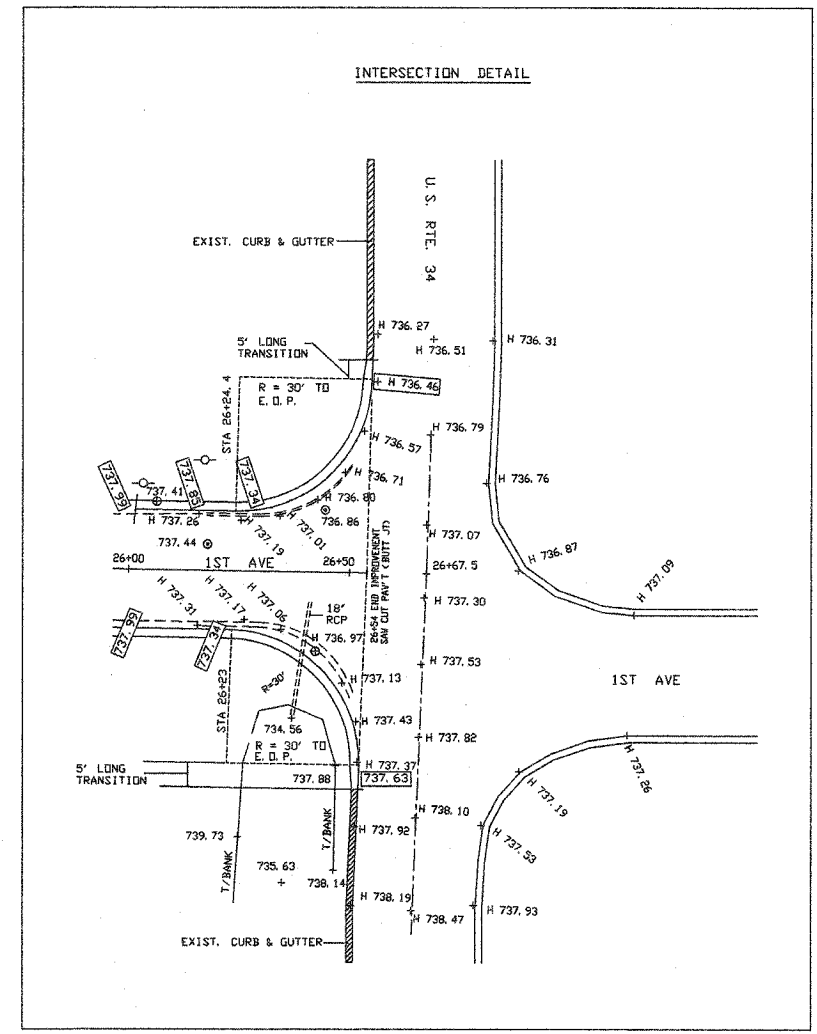 INTERSECTION DETAIL
U. S. RTE. 34
EXIST. CURB & GUTTER
H 736. 27
H 736. 51
H 736. 31
5' LONG
TRANSITION
H 736. 46
R = 30' TO
E. O. P.
STA 26+24. 4
H 736. 57
H 736. 79
H 736. 71
H 736. 76
737. 99
737. 41
737. 85
737. 34
H 736. 80
736. 86
H 737. 26
H 737. 19
H 737. 01
H 737. 07
737. 44
H 736. 87
26+00
1ST AVE
26+50
26+67. 5
26+54 END IMPROVEMENT
SAW CUT PAV'T (BUTT JT)
H 737. 09
H 737. 31
H 737. 17
H 737. 06
18"
RCP
H 737. 30
737. 99
737. 34
H 736. 97
H 737. 53
STA 26+23
R=30'
H 737. 13
1ST AVE
734. 56
H 737. 43
H 737. 82
R = 30' TO
E. O. P.
H 737. 37
H 737. 26
5' LONG
TRANSITION
737. 88
737. 63
H 737. 19
H 738. 10
739. 73
T/BANK
H 737. 92
H 737. 53
T/BANK
735. 63
738. 14
H 738. 19
H 738. 47
H 737. 93
EXIST. CURB & GUTTER